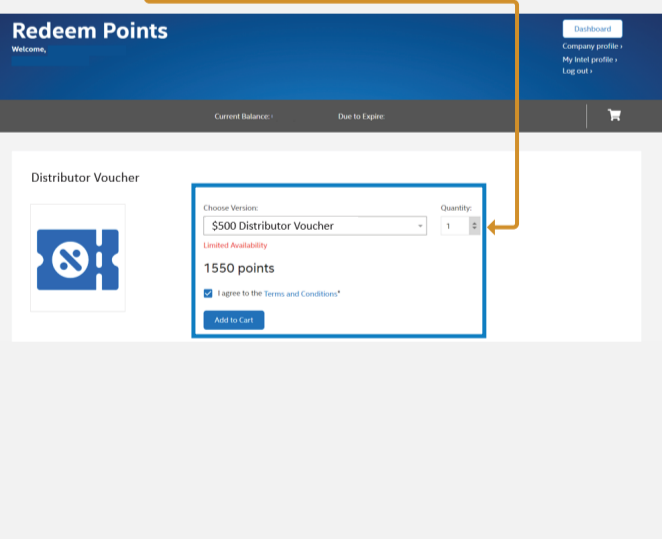 Redeem Points
Welcome,
Dashboard
Company profile ›
My Intel profile ›
Log out ›
Current Balance:
Due to Expire:
Distributor Voucher
Choose Version:
Quantity:
$500 Distributor Voucher
1
Limited Availability
1550 points
I agree to the Terms and Conditions*
Add to Cart